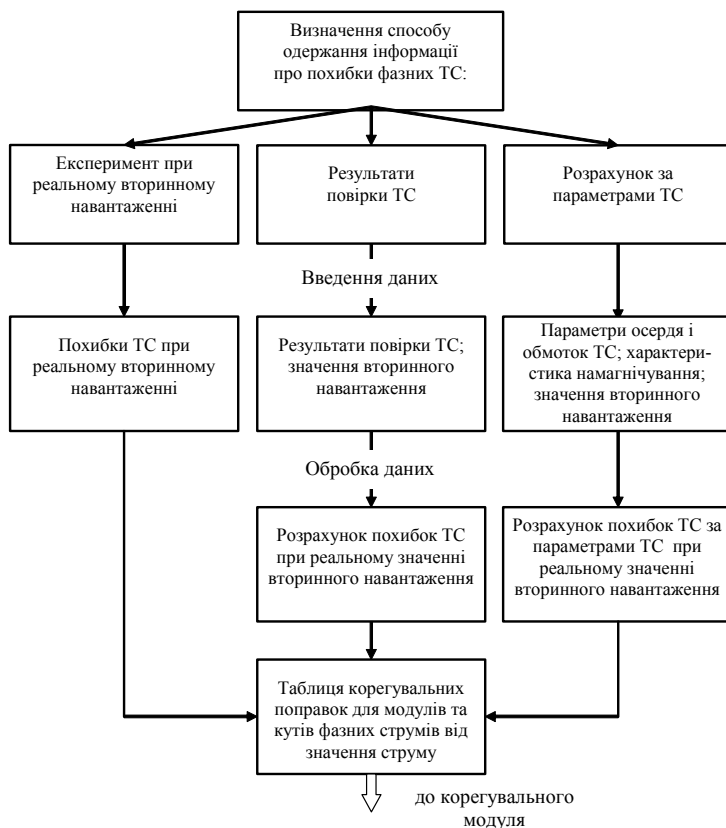 Визначення способу
одержання інформації
про похибки фазних ТС:
Експеримент при
реальному вторинному
навантаженні
Результати
повірки ТС
Розрахунок за
параметрами ТС
Введення даних
Похибки ТС при
реальному вторинному
навантаженні
Результати повірки ТС;
значення вторинного
навантаження
Параметри осердя і
обмоток ТС; характери-
стика намагнічування;
значення вторинного
навантаження
Обробка даних
Розрахунок похибок ТС
при реальному значенні
вторинного навантаження
Розрахунок похибок ТС за
параметрами ТС при
реальному значенні
вторинного навантаження
Таблиця корегувальних
поправок для модулів та
кутів фазних струмів від
значення струму
до корегувального
модуля